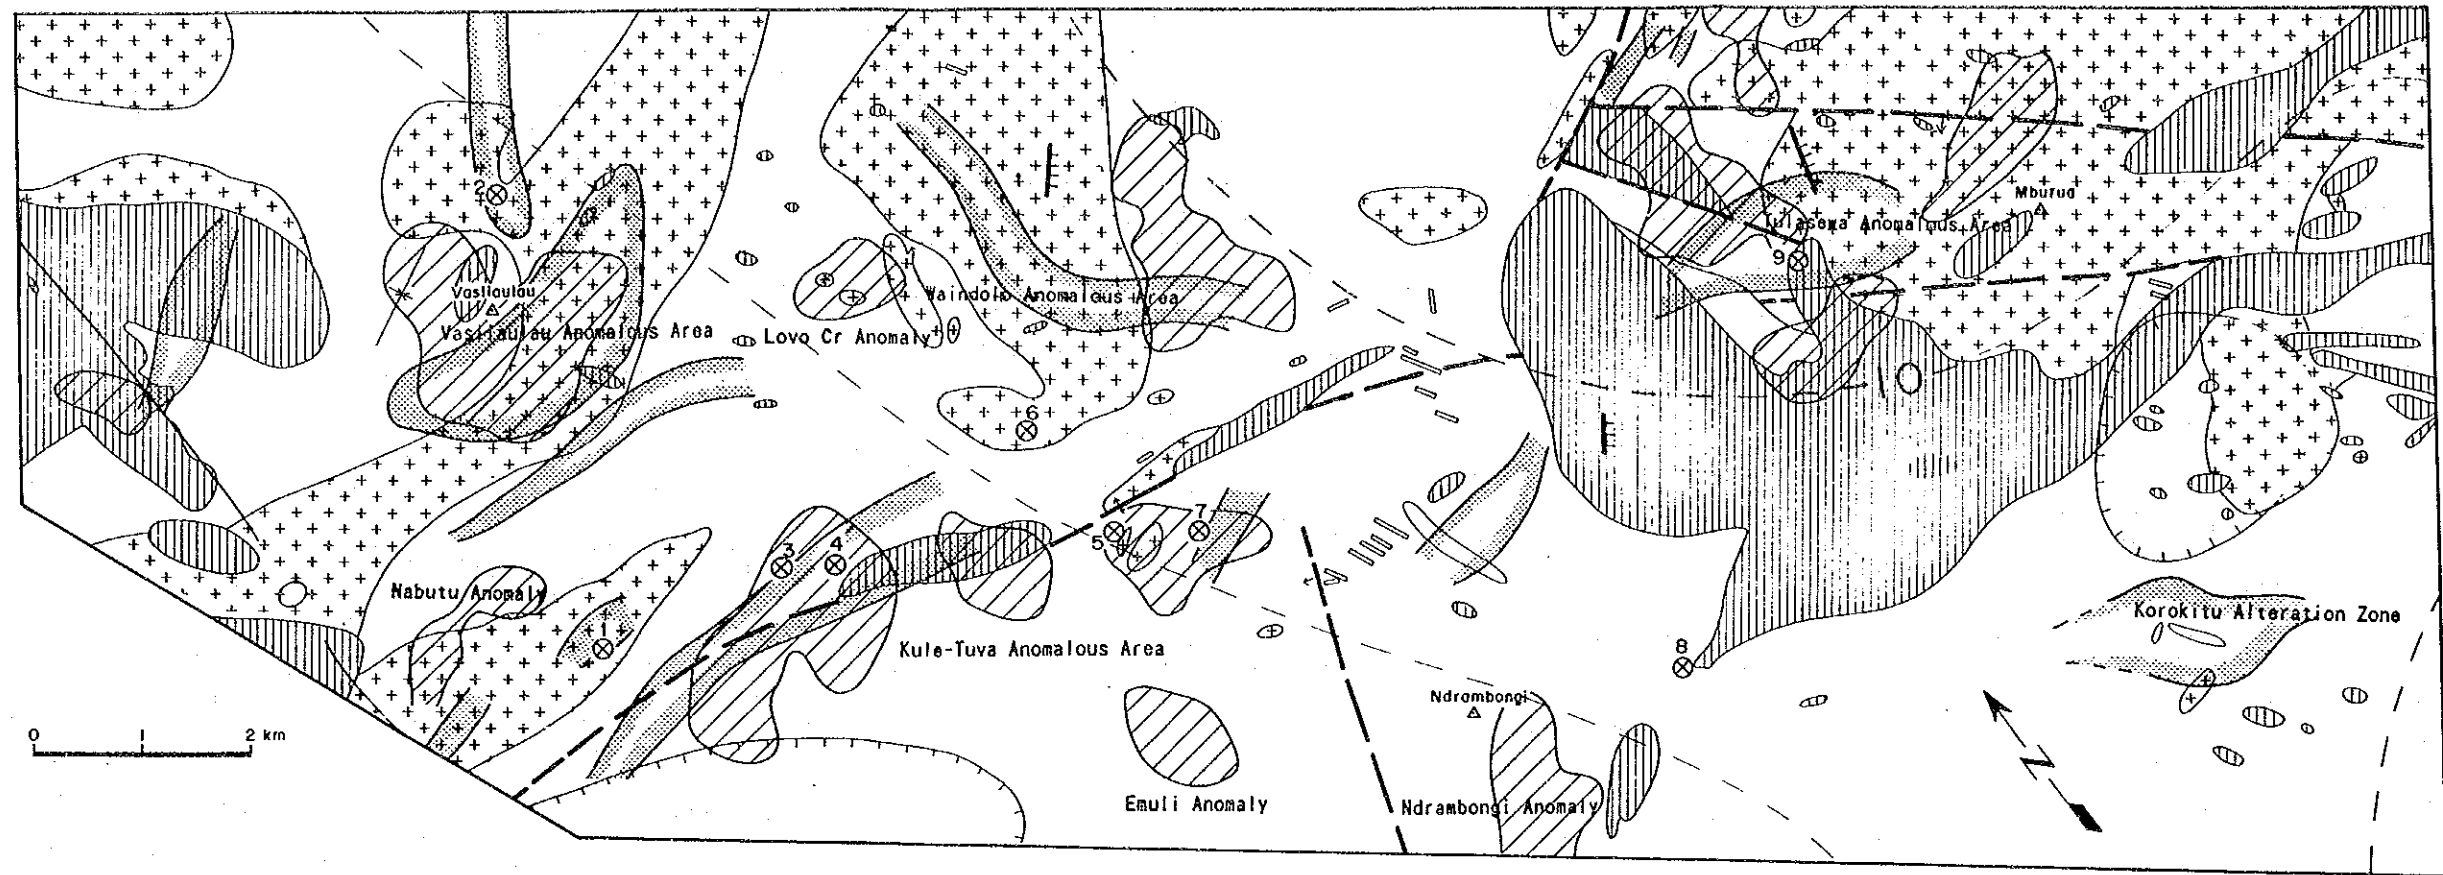 Mburua
2
Tulasewa Anomalous Area
9
Vasilaulau
Vasilaulau Anomalous Area
Waindolo Anomalous Area
Lovo Cr Anomaly
6
7
5
3
4
Nabutu Anomaly
1
Kule-Tuva Anomalous Area
8
Korokitu Alteration Zone
Ndrambongi
0 1 2 km
N
Emuli Anomaly
Ndrambongi Anomaly